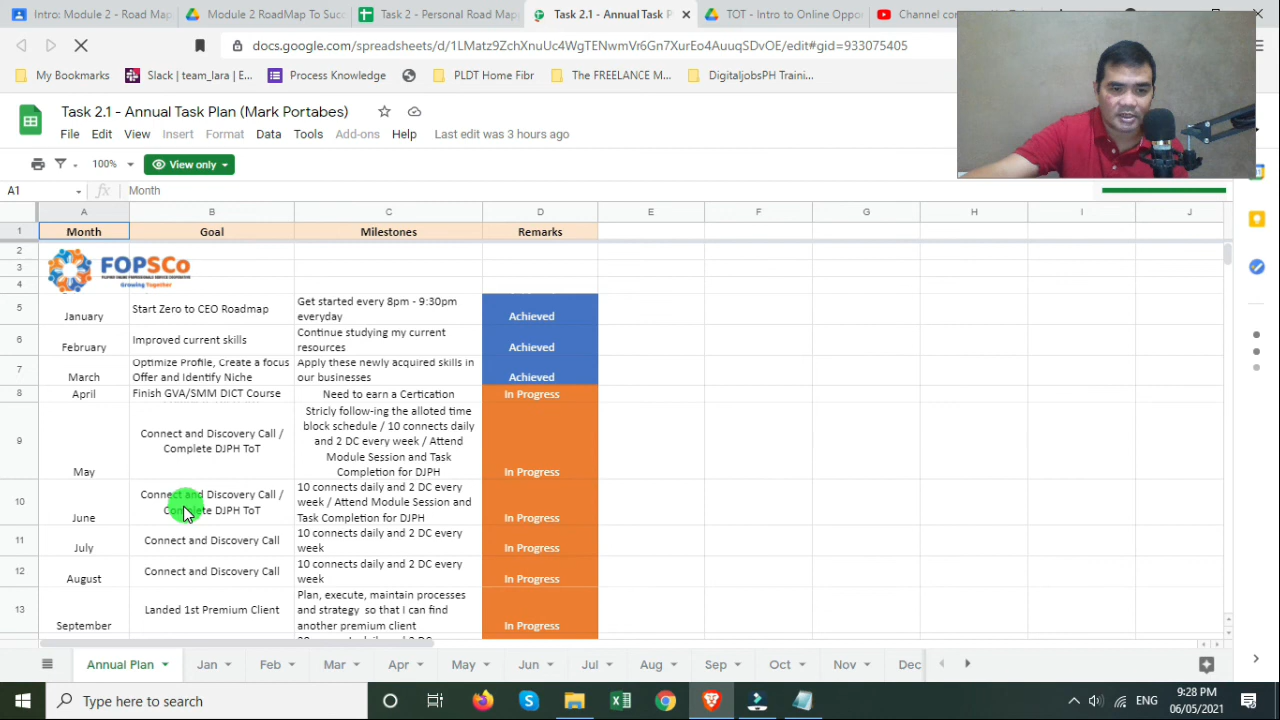 Intro: Module 2 - Road Map
Module 2 RoadMap To Succ
Task 2 - Personal Road Map
Task 2.1 - Annual Task P
TOT - Intro to Online Oppor
Channel con
docs.google.com/spreadsheets/d/1LMatz9ZchXnuUc4WgTENwmVr6Gn7XurEo4AuuqSDvOE/edit#gid=933075405
My Bookmarks
Slack | team_lara | E...
Process Knowledge
PLDT Home Fibr
The FREELANCE M...
DigitaljobsPH Traini...
Task 2.1 - Annual Task Plan (Mark Portabes)
File Edit View Insert Format Data Tools Add-ons Help Last edit was 3 hours ago
100% View only
A1 fx Month
A B C D E F G H I J
1 Month Goal Milestones Remarks
2
FOPSCo
3
FILIPINO ONLINE PROFESSIONALS SERVICE COOPERATIVE
4
Growing Together
5 January Start Zero to CEO Roadmap
Get started every 8pm - 9:30pm
everyday
Achieved
6 February Improved current skills
Continue studying my current
resources
Achieved
7 March
Optimize Profile, Create a focus
Offer and Identify Niche
Apply these newly acquired skills in
our businesses
Achieved
8 April Finish GVA/SMM DICT Course Need to earn a Certication In Progress
9 May
Connect and Discovery Call /
Complete DJPH ToT
Stricly follow-ing the alloted time
block schedule / 10 connects daily
and 2 DC every week / Attend
Module Session and Task
Completion for DJPH
In Progress
10 June
Connect and Discovery Call /
Complete DJPH ToT
10 connects daily and 2 DC every
week / Attend Module Session and
Task Completion for DJPH
In Progress
11 July Connect and Discovery Call
10 connects daily and 2 DC every
week
In Progress
12 August Connect and Discovery Call
10 connects daily and 2 DC every
week
In Progress
13 September Landed 1st Premium Client
Plan, execute, maintain processes
and strategy so that I can find
another premium client
In Progress
Annual Plan Jan Feb Mar Apr May Jun Jul Aug Sep Oct Nov Dec
Type here to search
ENG
9:28 PM
06/05/2021